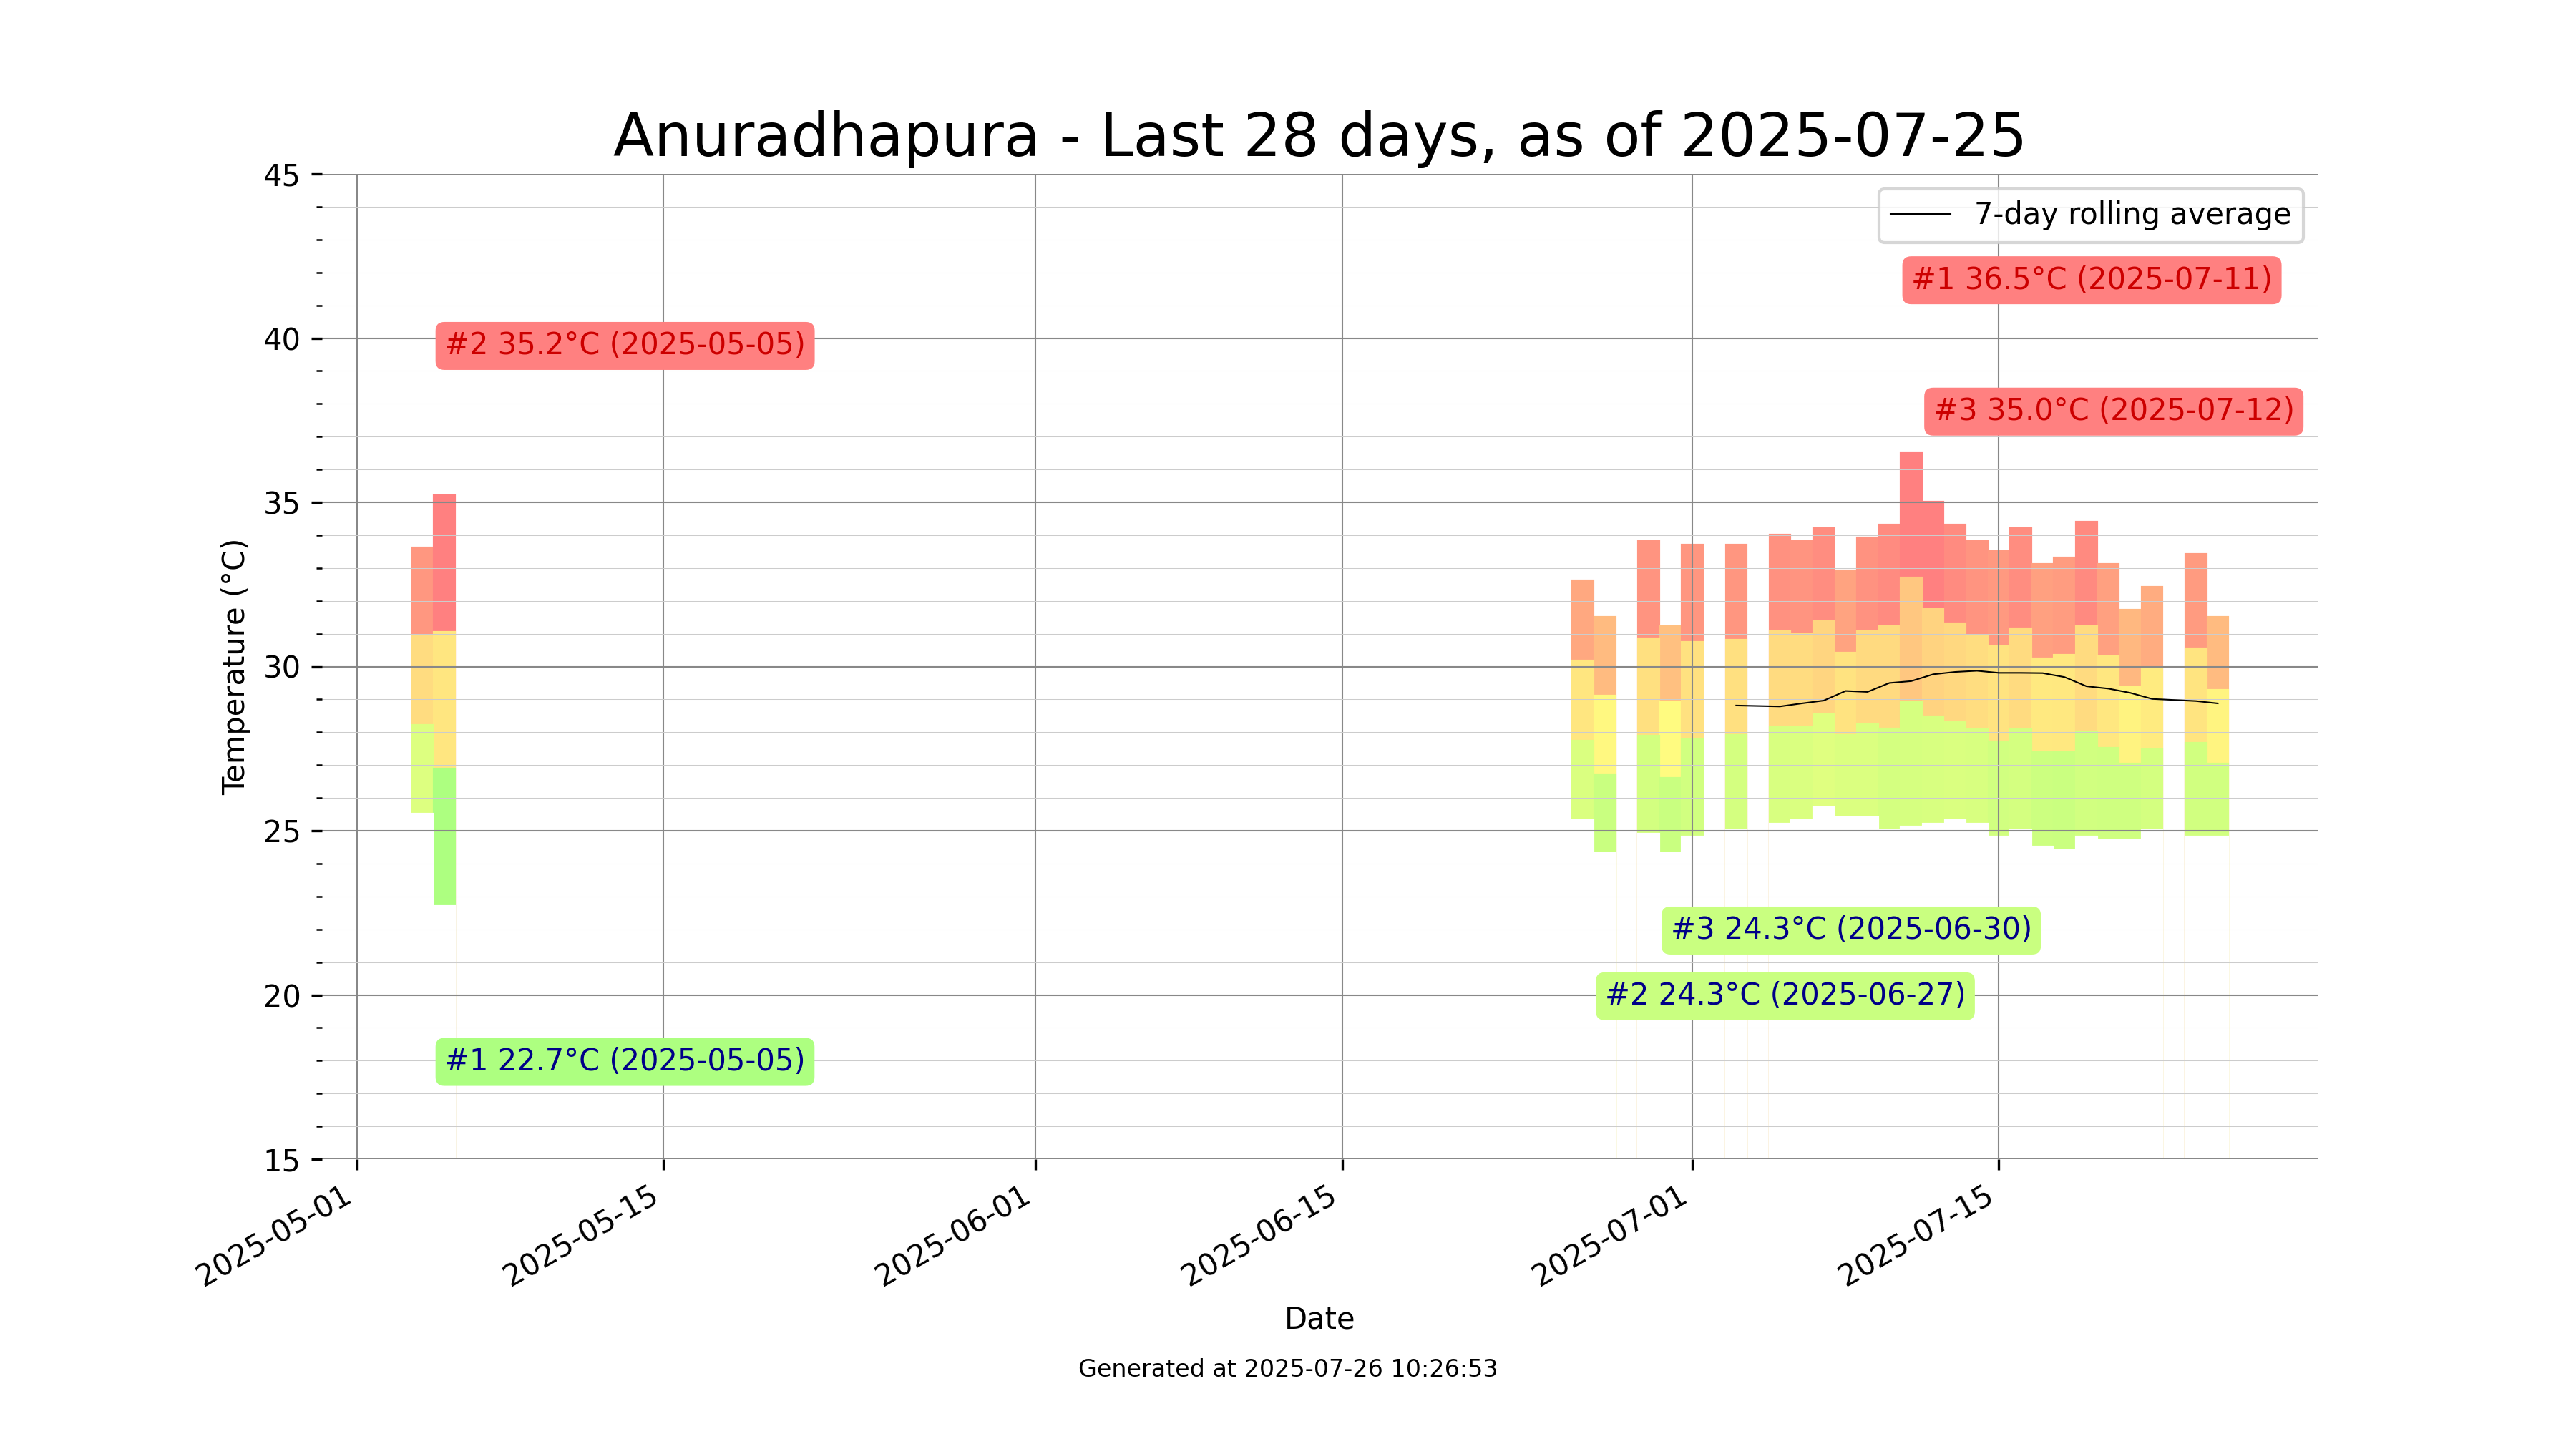 Anuradhapura - Last 28 days, as of 2025-07-25
7-day rolling average
#1 36.5°C (2025-07-11)
#2 35.2°C (2025-05-05)
#3 35.0°C (2025-07-12)
#3 24.3°C (2025-06-30)
#2 24.3°C (2025-06-27)
#1 22.7°C (2025-05-05)
Temperature (°C)
45
40
35
30
25
20
15
2025-05-01
2025-05-15
2025-06-01
2025-06-15
2025-07-01
2025-07-15
Date
Generated at 2025-07-26 10:26:53